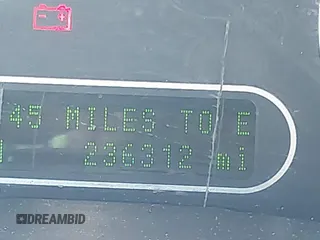 45 MILES TO E
236312 mi
DREAMBID